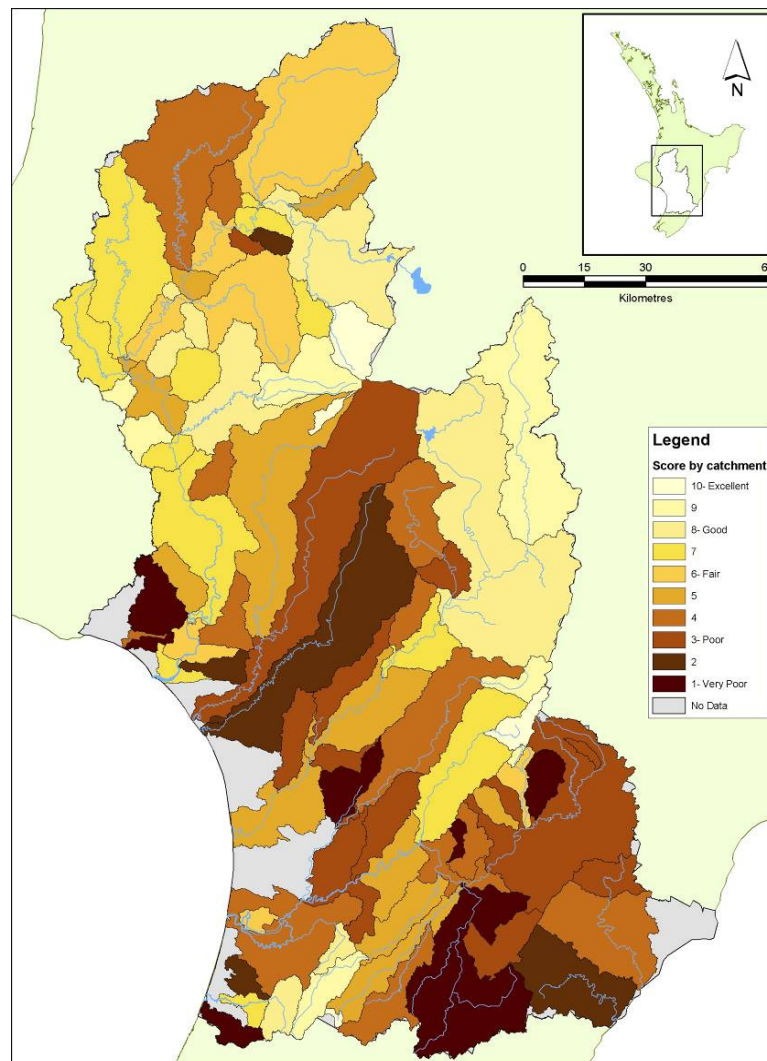 N
0 15 30 6
Kilometres
Legend
Score by catchment
10- Excellent
9
8- Good
7
6- Fair
5
4
3- Poor
2
1- Very Poor
No Data